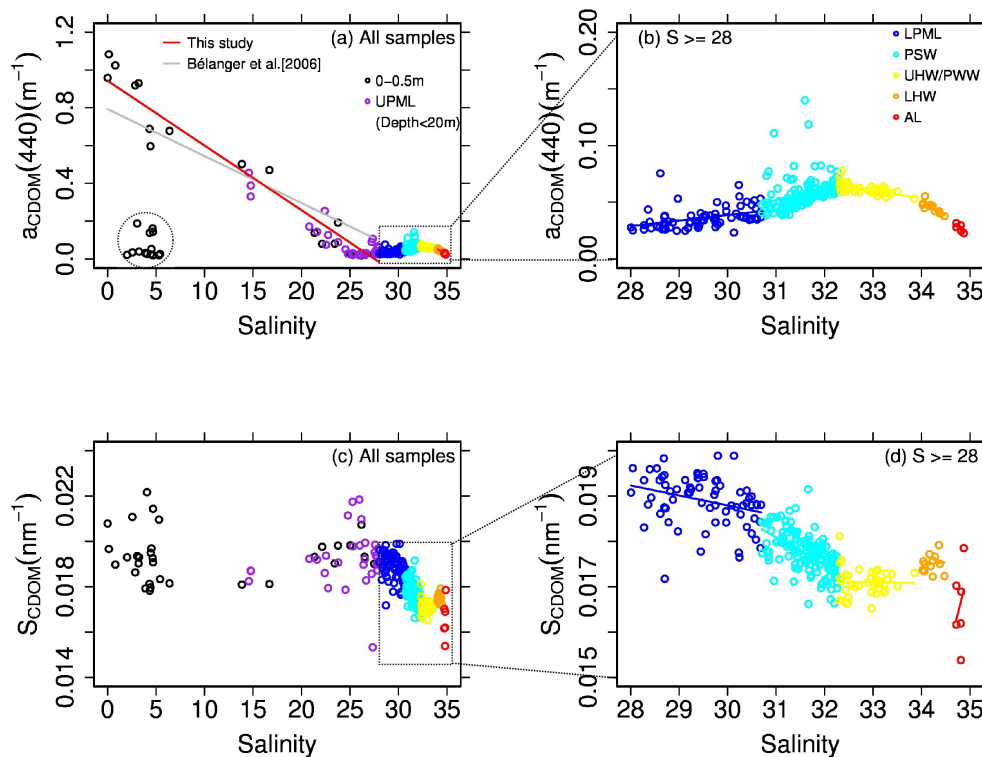 (a) All samples
This study
Bélanger et al.[2006]
0−0.5m
UPML
(Depth<20m)
aCDOM(440)(m−1)
0.0 0.4 0.8 1.2
0 5 10 15 20 25 30 35
Salinity
(b) S >= 28
LPML
PSW
UHW/PWW
LHW
AL
aCDOM(440)(m−1)
0.00 0.10 0.20
28 29 30 31 32 33 34 35
Salinity
(c) All samples
SCDOM(nm−1)
0.014 0.018 0.022
0 5 10 15 20 25 30 35
Salinity
(d) S >= 28
SCDOM(nm−1)
0.015 0.017 0.019
28 29 30 31 32 33 34 35
Salinity